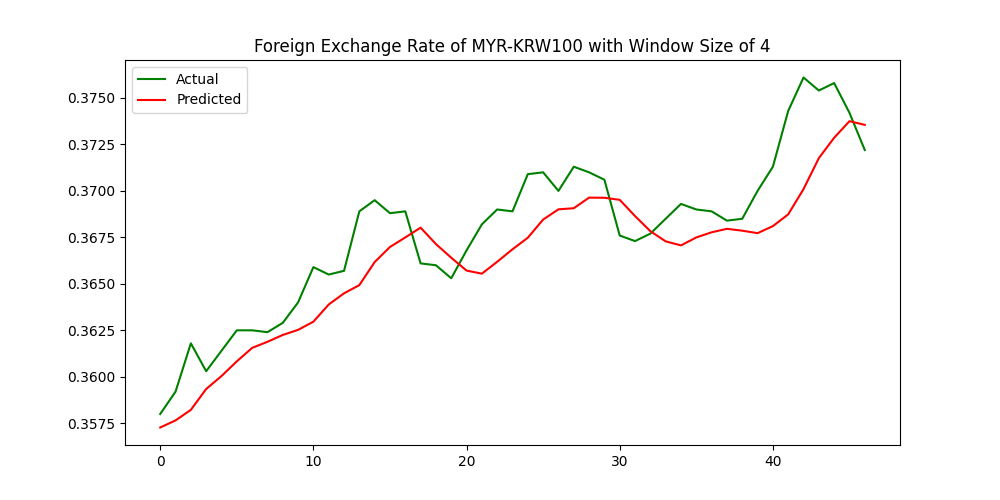 Foreign Exchange Rate of MYR-KRW100 with Window Size of 4
Actual
Predicted
0.3750
0.3725
0.3700
0.3675
0.3650
0.3625
0.3600
0.3575
0 10 20 30 40